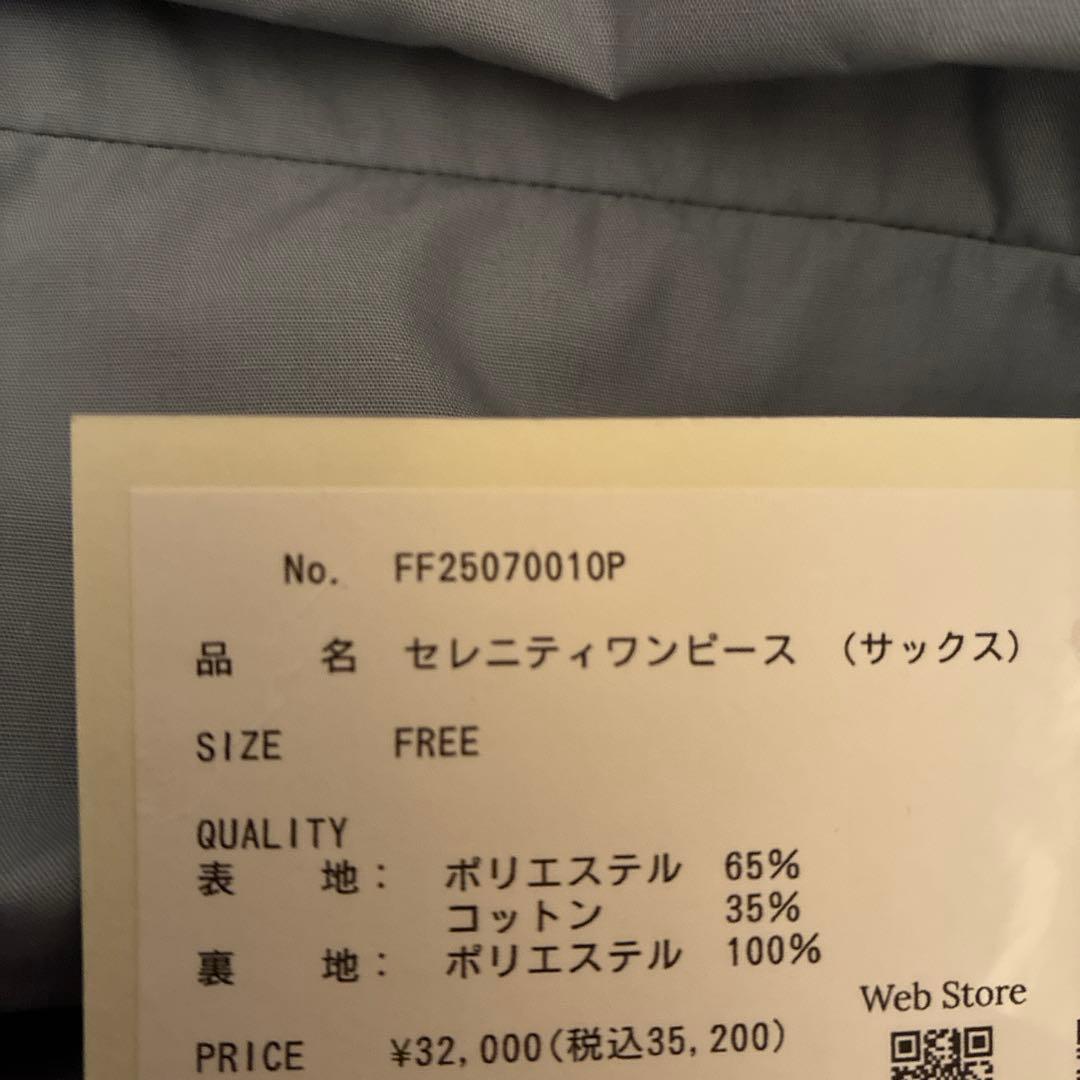 No. FF25070010P
品 名 セレニティワンピース (サックス)
SIZE FREE
QUALITY
表 地: ポリエステル 65%
コットン 35%
裏 地: ポリエステル 100%
Web Store
PRICE ¥32,000(税込35,200)